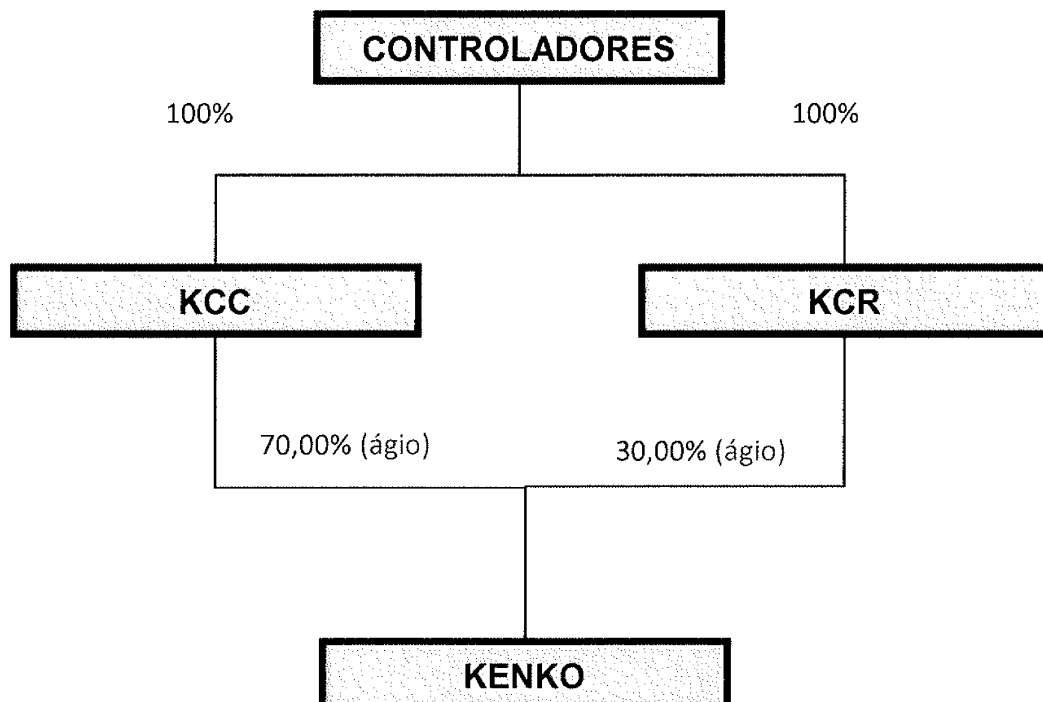 CONTROLADORES
100%
100%
KCC
KCR
70,00% (ágio)
30,00% (ágio)
KENKO